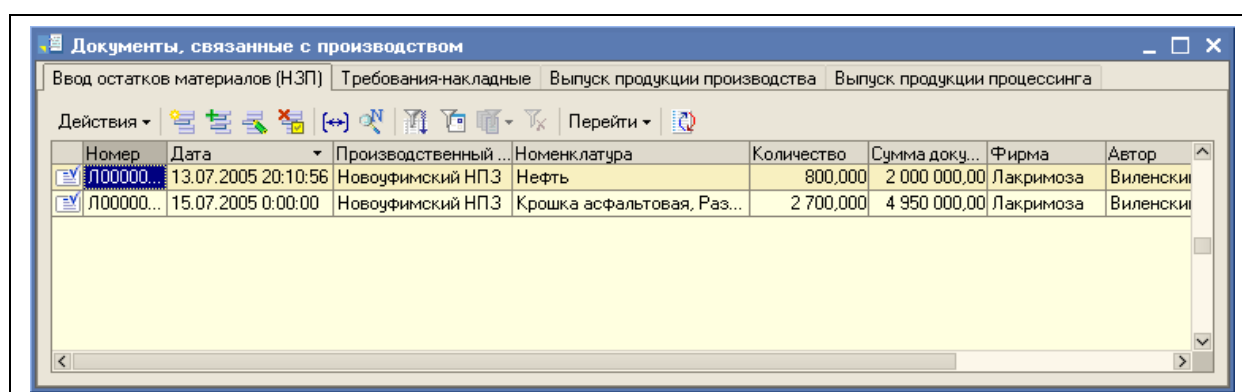 Документы, связанные с производством
Ввод остатков материалов (НЗП) Требования-накладные Выпуск продукции производства Выпуск продукции процессинга
Действия Перейти
Номер Дата Производственный ... Номенклатура Количество Сумма доку... Фирма Автор
Л00000... 13.07.2005 20:10:56 Новоуфимский НПЗ Нефть 800,000 2 000 000,00 Лакримоза Виленски
Л00000... 15.07.2005 0:00:00 Новоуфимский НПЗ Крошка асфальтовая, Раз... 2 700,000 4 950 000,00 Лакримоза Виленски